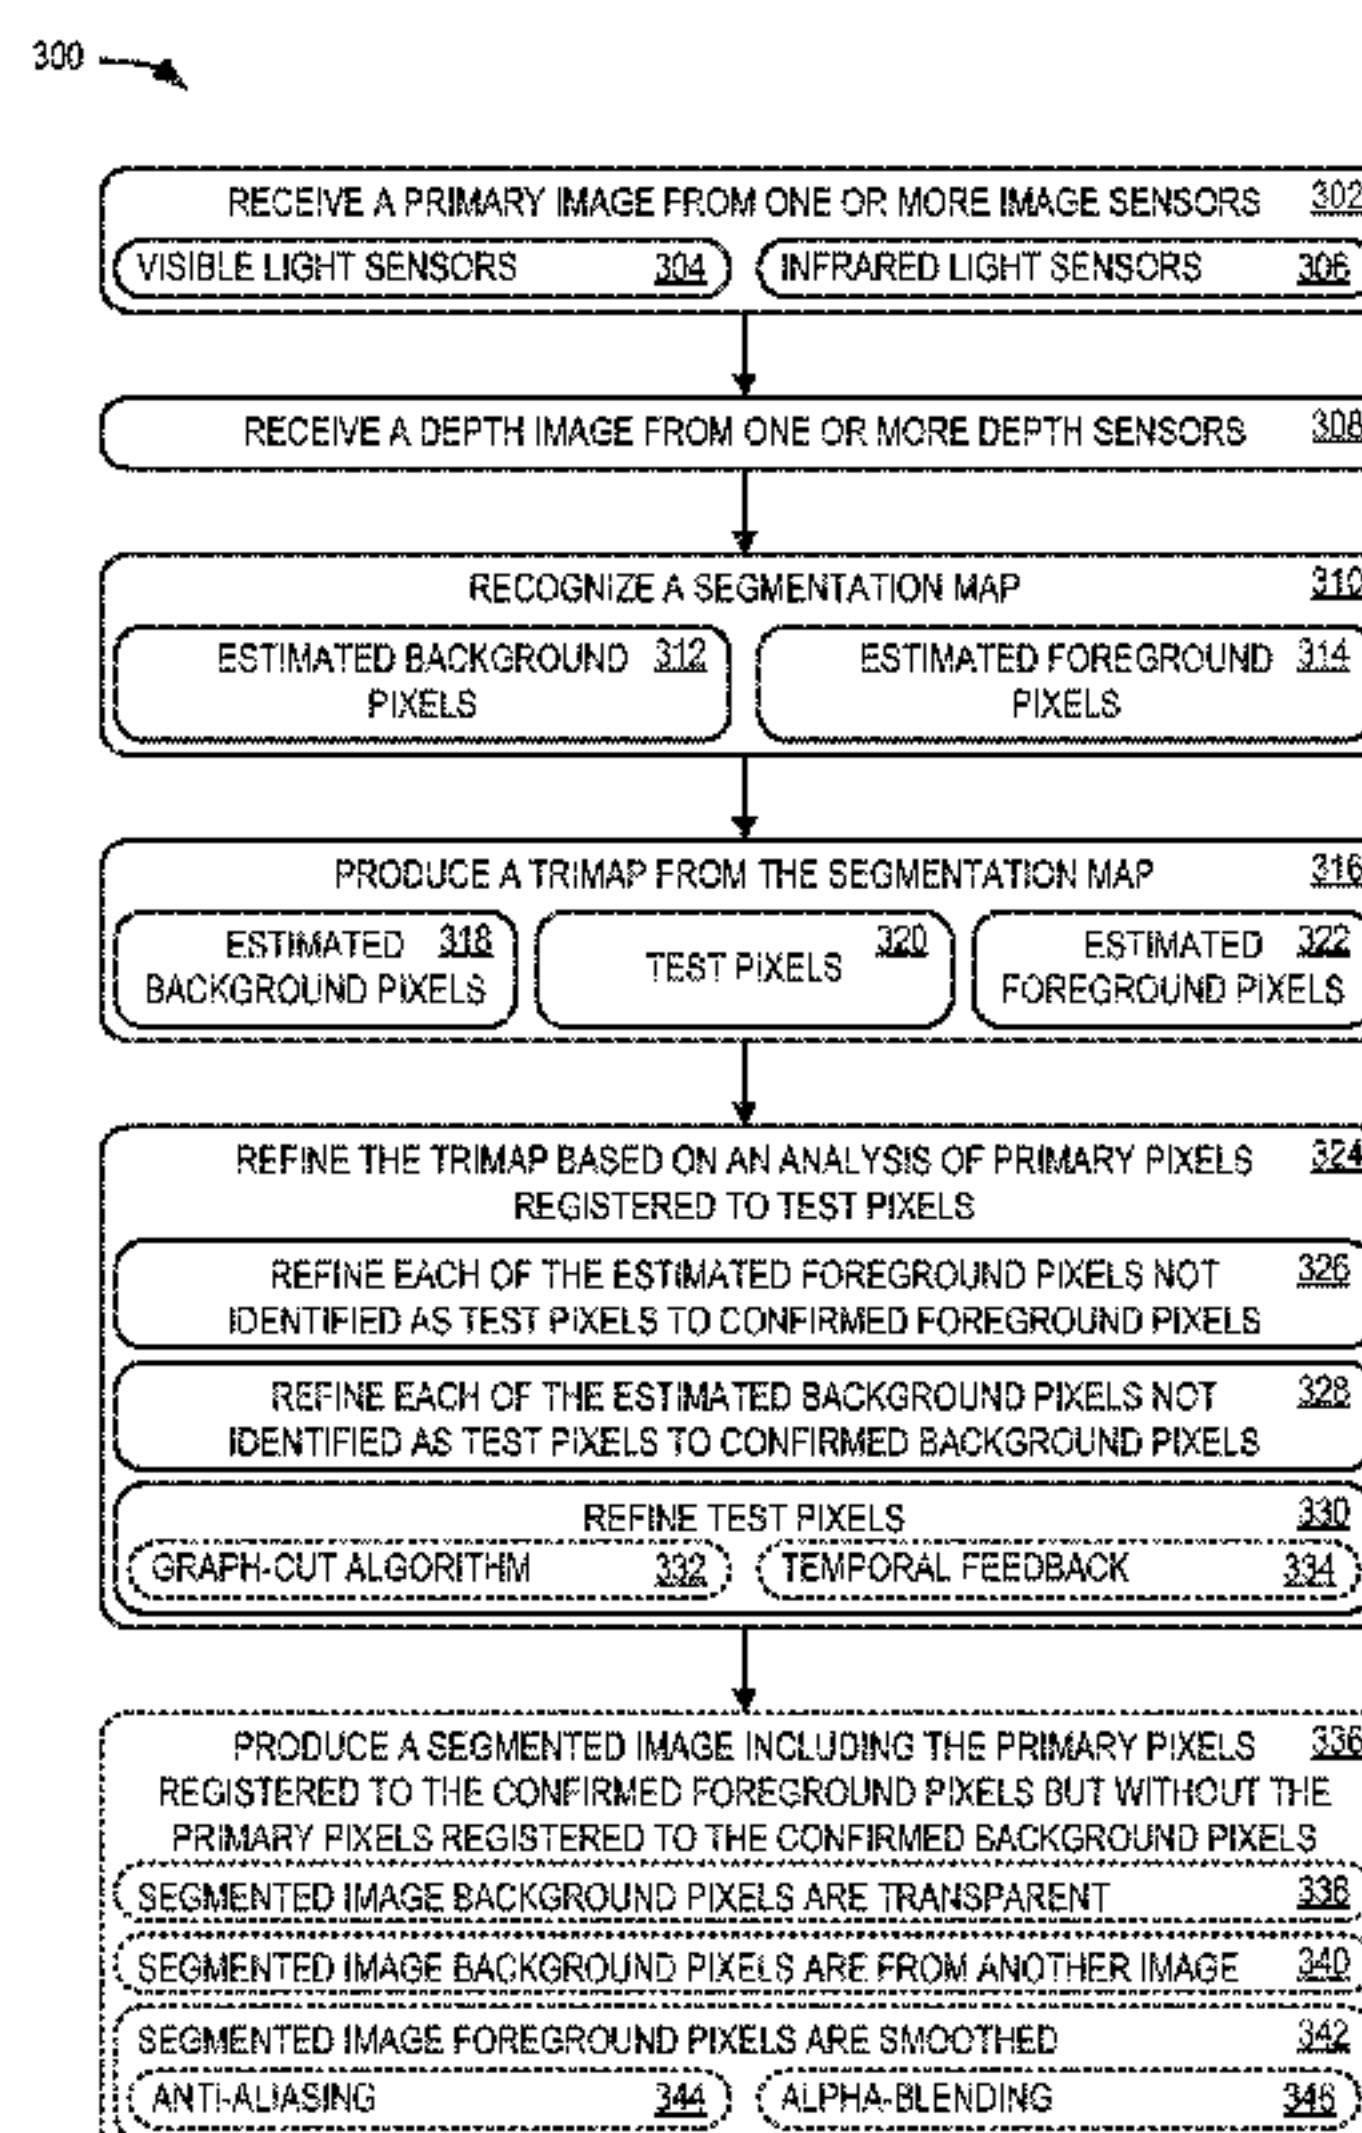 300
RECEIVE A PRIMARY IMAGE FROM ONE OR MORE IMAGE SENSORS 302
VISIBLE LIGHT SENSORS 304
INFRARED LIGHT SENSORS 306
RECEIVE A DEPTH IMAGE FROM ONE OR MORE DEPTH SENSORS 308
RECOGNIZE A SEGMENTATION MAP 310
ESTIMATED BACKGROUND 312
PIXELS
ESTIMATED FOREGROUND 314
PIXELS
PRODUCE A TRIMAP FROM THE SEGMENTATION MAP 316
ESTIMATED 318
BACKGROUND PIXELS
TEST PIXELS 320
ESTIMATED 322
FOREGROUND PIXELS
REFINE THE TRIMAP BASED ON AN ANALYSIS OF PRIMARY PIXELS 324
REGISTERED TO TEST PIXELS
REFINE EACH OF THE ESTIMATED FOREGROUND PIXELS NOT 326
IDENTIFIED AS TEST PIXELS TO CONFIRMED FOREGROUND PIXELS
REFINE EACH OF THE ESTIMATED BACKGROUND PIXELS NOT 328
IDENTIFIED AS TEST PIXELS TO CONFIRMED BACKGROUND PIXELS
REFINE TEST PIXELS 330
GRAPH-CUT ALGORITHM 332
TEMPORAL FEEDBACK 334
PRODUCE A SEGMENTED IMAGE INCLUDING THE PRIMARY PIXELS 336
REGISTERED TO THE CONFIRMED FOREGROUND PIXELS BUT WITHOUT THE
PRIMARY PIXELS REGISTERED TO THE CONFIRMED BACKGROUND PIXELS
SEGMENTED IMAGE BACKGROUND PIXELS ARE TRANSPARENT 338
SEGMENTED IMAGE BACKGROUND PIXELS ARE FROM ANOTHER IMAGE 340
SEGMENTED IMAGE FOREGROUND PIXELS ARE SMOOTHED 342
ANTI-ALIASING 344
ALPHA-BLENDING 346